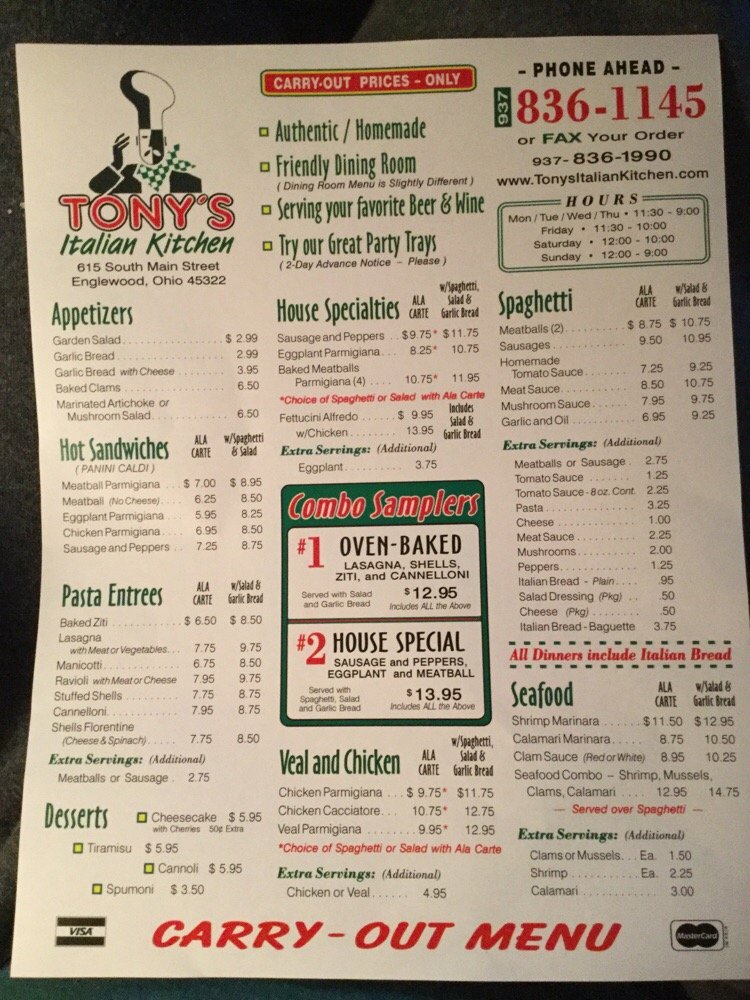 TONY'S
Italian Kitchen
615 South Main Street
Englewood, Ohio 45322
CARRY-OUT PRICES - ONLY
Authentic / Homemade
Friendly Dining Room
( Dining Room Menu is Slightly Different )
Serving your favorite Beer & Wine
Try our Great Party Trays
( 2-Day Advance Notice – Please )
- PHONE AHEAD -
937 836-1145
or FAX Your Order
937- 836-1990
www.TonysItalianKitchen.com
HOURS
Mon / Tue / Wed / Thu • 11:30 - 9:00
Friday • 11:30 - 10:00
Saturday • 12:00 - 10:00
Sunday • 12:00 - 9:00
Appetizers
Garden Salad $ 2.99
Garlic Bread 2.99
Garlic Bread with Cheese 3.95
Baked Clams 6.50
Marinated Artichoke or
Mushroom Salad 6.50
Hot Sandwiches ALA CARTE w/Spaghetti & Salad
( PANINI CALDI )
Meatball Parmigiana $ 7.00 $ 8.95
Meatball (No Cheese) 6.25 8.50
Eggplant Parmigiana 5.95 8.25
Chicken Parmigiana 6.95 8.50
Sausage and Peppers 7.25 8.75
Pasta Entrees ALA CARTE w/Salad & Garlic Bread
Baked Ziti $ 6.50 $ 8.50
Lasagna
with Meat or Vegetables 7.75 9.75
Manicotti 6.75 8.50
Ravioli with Meat or Cheese 7.95 9.75
Stuffed Shells 7.75 8.75
Cannelloni 7.95 8.75
Shells Florentine
(Cheese & Spinach) 7.75 8.50
Extra Servings: (Additional)
Meatballs or Sausage 2.75
Desserts
Cheesecake $ 5.95
with Cherries 50¢ Extra
Tiramisu $ 5.95
Cannoli $ 5.95
Spumoni $ 3.50
House Specialties ALA CARTE w/Spaghetti, Salad & Garlic Bread
Sausage and Peppers $ 9.75* $ 11.75
Eggplant Parmigiana 8.25* 10.75
Baked Meatballs
Parmigiana (4) 10.75* 11.95
*Choice of Spaghetti or Salad with Ala Carte
Fettucini Alfredo $ 9.95 Includes Salad & Garlic Bread
w/Chicken 13.95
Extra Servings: (Additional)
Eggplant 3.75
Combo Samplers
#1 OVEN-BAKED
LASAGNA, SHELLS,
ZITI, and CANNELLONI
Served with Salad and Garlic Bread
$ 12.95
Includes ALL the Above
#2 HOUSE SPECIAL
SAUSAGE and PEPPERS,
EGGPLANT and MEATBALL
Served with Spaghetti, Salad and Garlic Bread
$ 13.95
Includes ALL the Above
Veal and Chicken ALA CARTE w/Spaghetti, Salad & Garlic Bread
Chicken Parmigiana $ 9.75* $11.75
Chicken Cacciatore 10.75* 12.75
Veal Parmigiana 9.95* 12.95
*Choice of Spaghetti or Salad with Ala Carte
Extra Servings: (Additional)
Chicken or Veal 4.95
Spaghetti ALA CARTE w/Salad & Garlic Bread
Meatballs (2) $ 8.75 $ 10.75
Sausages 9.50 10.95
Homemade
Tomato Sauce 7.25 9.25
Meat Sauce 8.50 10.75
Mushroom Sauce 7.95 9.75
Garlic and Oil 6.95 9.25
Extra Servings: (Additional)
Meatballs or Sausage 2.75
Tomato Sauce 1.25
Tomato Sauce - 8 oz. Cont. 2.25
Pasta 3.25
Cheese 1.00
Meat Sauce 2.25
Mushrooms 2.00
Peppers 1.25
Italian Bread - Plain .95
Salad Dressing (Pkg) .50
Cheese (Pkg) .50
Italian Bread - Baguette 3.75
All Dinners include Italian Bread
Seafood ALA CARTE w/Salad & Garlic Bread
Shrimp Marinara $11.50 $12.95
Calamari Marinara 8.75 10.50
Clam Sauce (Red or White) 8.95 10.25
Seafood Combo – Shrimp, Mussels,
Clams, Calamari 12.95 14.75
— Served over Spaghetti —
Extra Servings: (Additional)
Clams or Mussels Ea. 1.50
Shrimp Ea. 2.25
Calamari 3.00
VISA
CARRY-OUT MENU
MasterCard